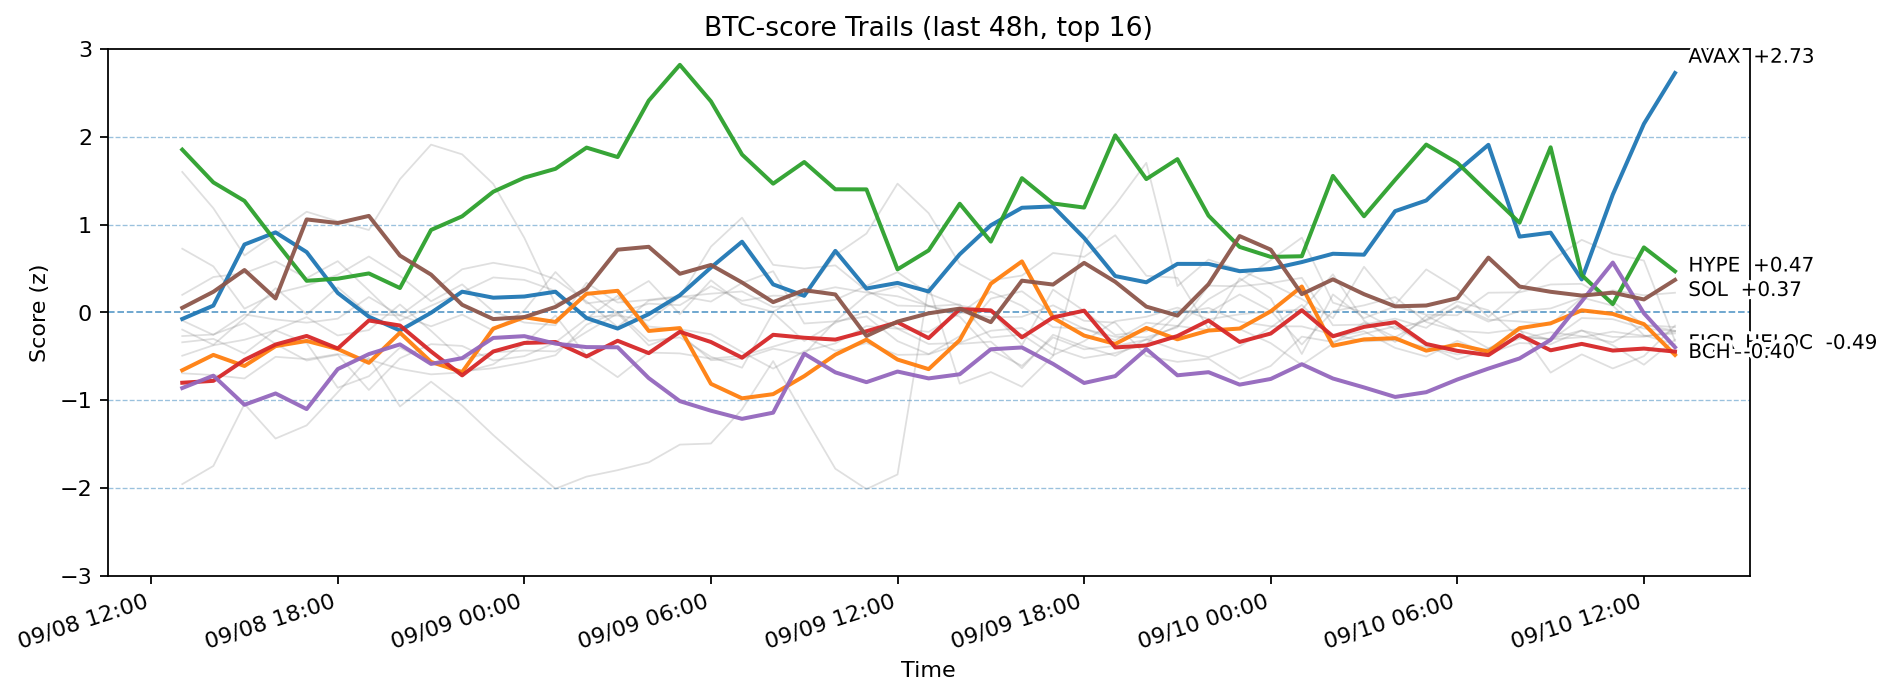 BTC-score Trails (last 48h, top 16)
Score (z)
3
2
1
0
−1
−2
−3
AVAX +2.73
HYPE +0.47
SOL +0.37
-0.49
BCH -0.40
09/08 12:00
09/08 18:00
09/09 00:00
09/09 06:00
09/09 12:00
09/09 18:00
09/10 00:00
09/10 06:00
09/10 12:00
Time